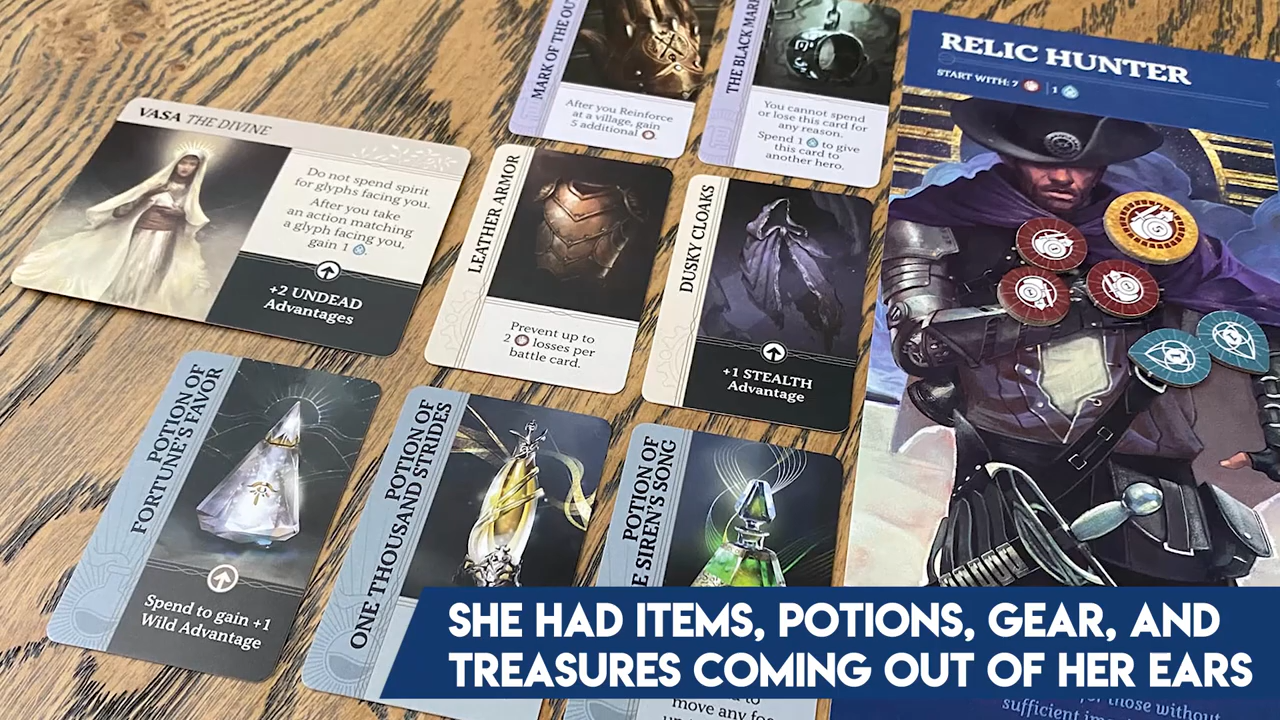 MARK OF THE
After you Reinforce
at a village, gain
5 additional
THE BLACK MARK
You cannot spend
or lose this card for
any reason.
Spend 1 to give
this card to
another hero.
RELIC HUNTER
START WITH: 7 | 1
VASA THE DIVINE
Do not spend spirit
for glyphs facing you.
After you take
an action matching
a glyph facing you,
gain 1 .
+2 UNDEAD
Advantages
LEATHER ARMOR
Prevent up to
2 losses per
battle card.
DUSKY CLOAKS
+1 STEALTH
Advantage
POTION OF
FORTUNE'S FAVOR
Spend to gain +1
Wild Advantage
POTION OF
ONE THOUSAND STRIDES
POTION OF
E SIREN'S SONG
move any foe
SHE HAD ITEMS, POTIONS, GEAR, AND
TREASURES COMING OUT OF HER EARS
for those without
sufficient